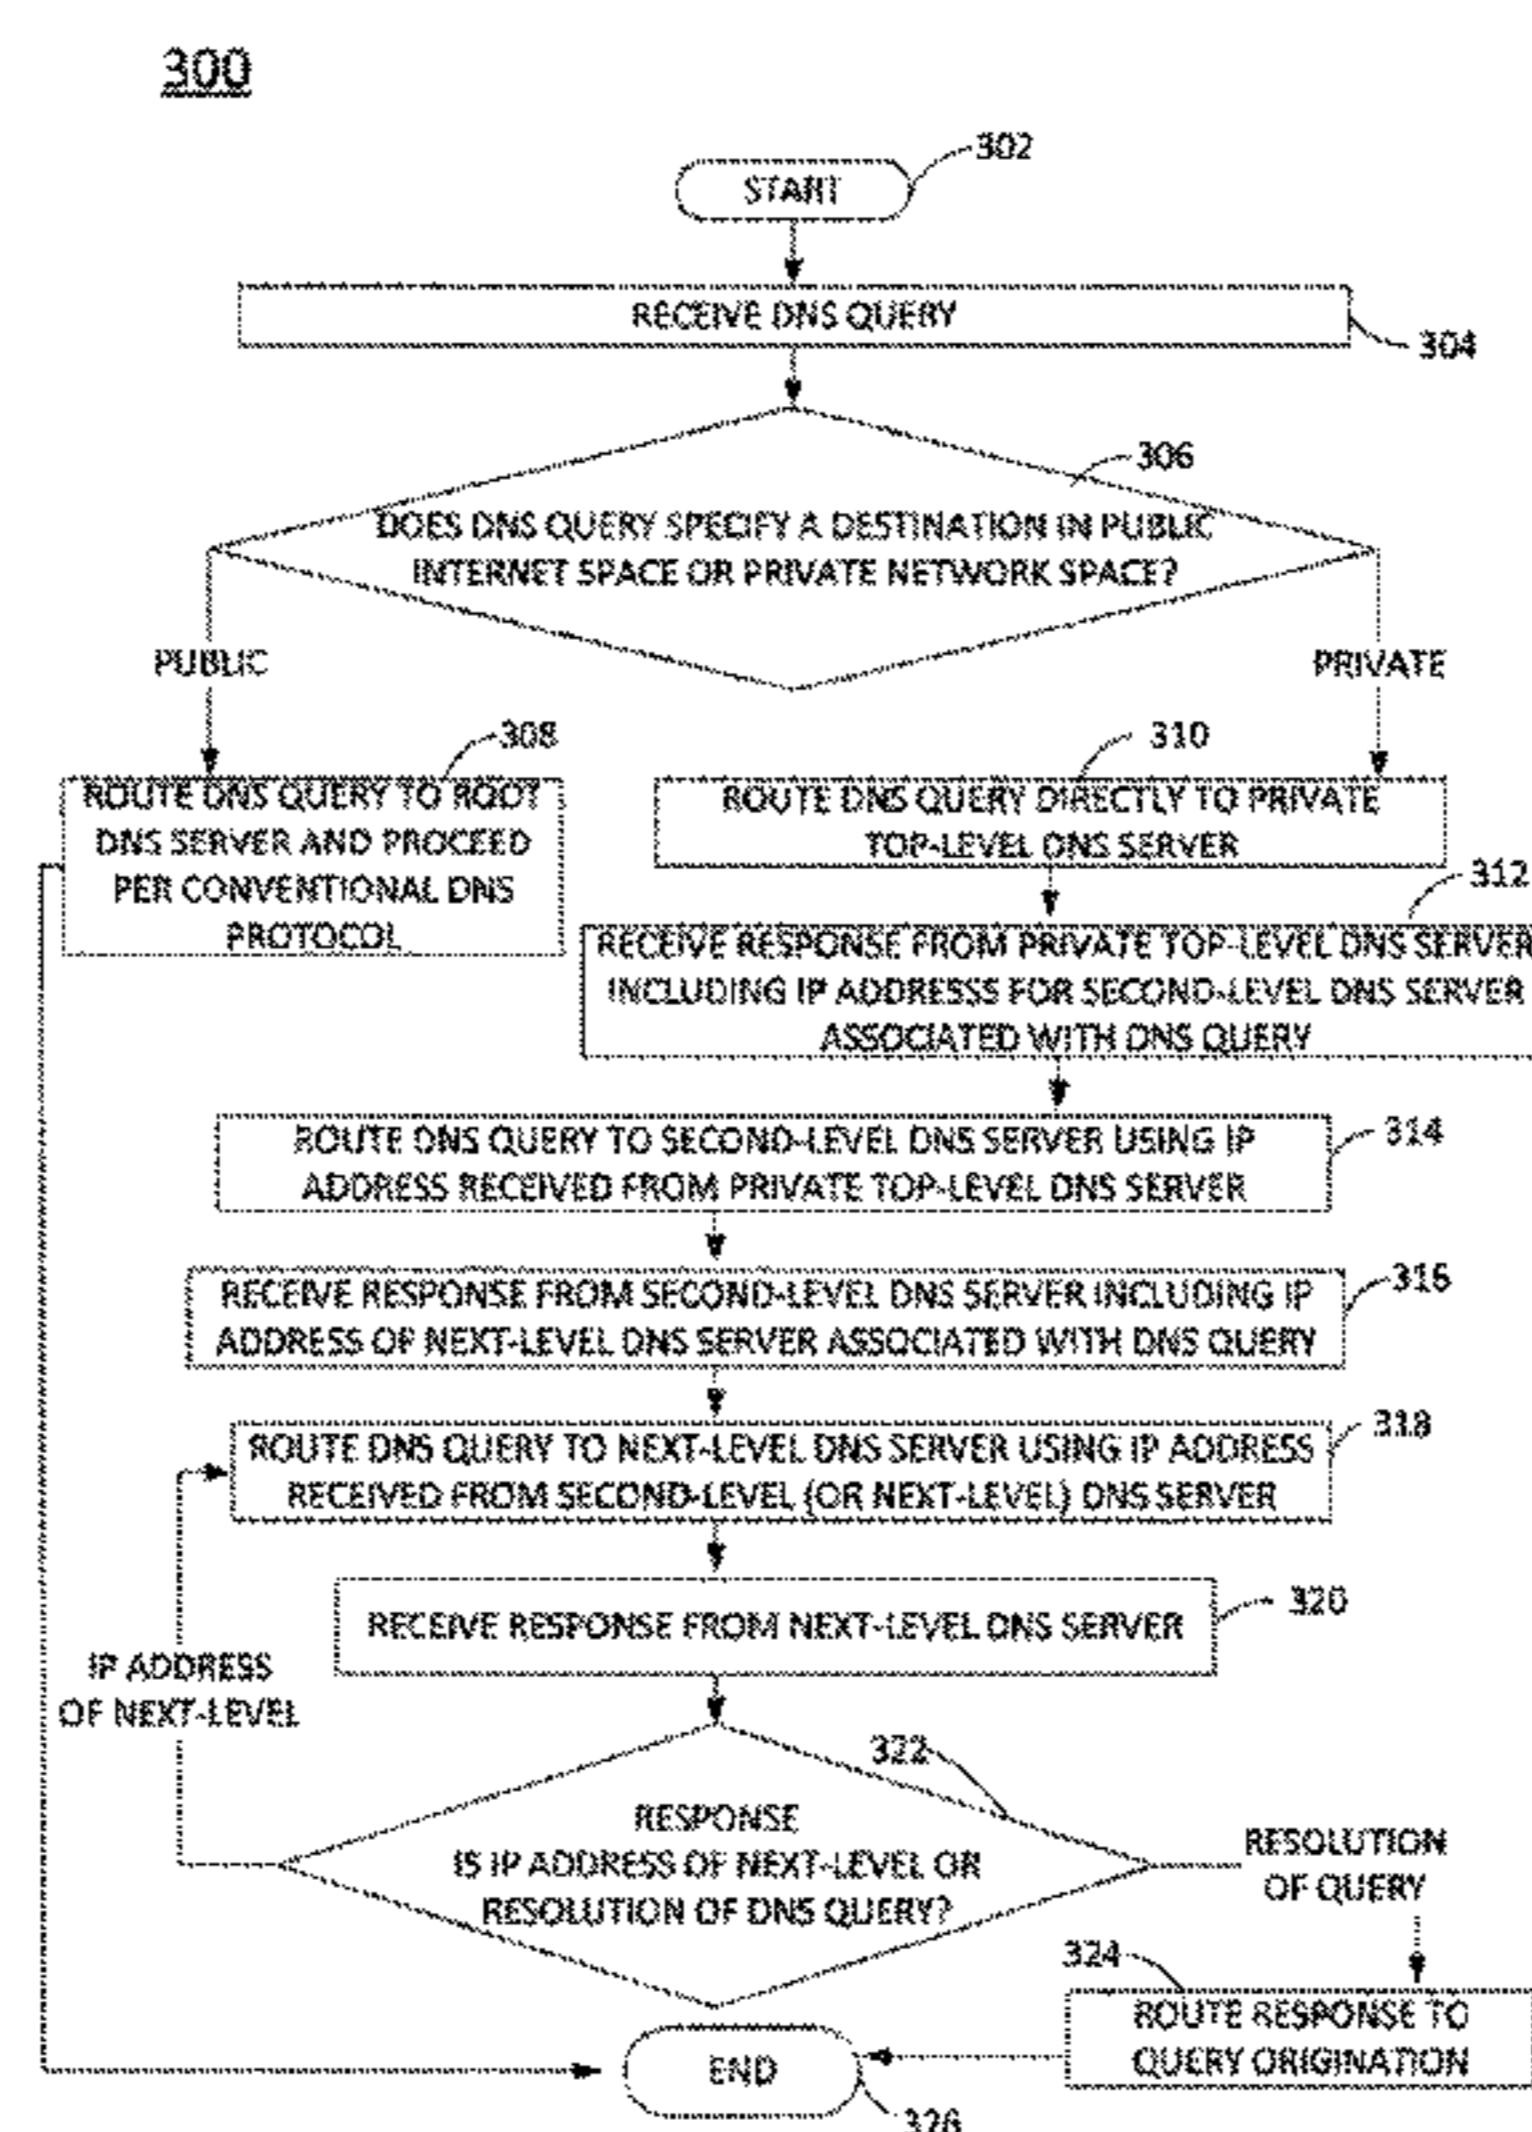 300
302
START
RECEIVE DNS QUERY
304
306
DOES DNS QUERY SPECIFY A DESTINATION IN PUBLIC
INTERNET SPACE OR PRIVATE NETWORK SPACE?
PUBLIC
PRIVATE
308
ROUTE DNS QUERY TO ROOT
DNS SERVER AND PROCEED
PER CONVENTIONAL DNS
PROTOCOL
310
ROUTE DNS QUERY DIRECTLY TO PRIVATE
TOP-LEVEL DNS SERVER
312
RECEIVE RESPONSE FROM PRIVATE TOP-LEVEL DNS SERVER
INCLUDING IP ADDRESSS FOR SECOND-LEVEL DNS SERVER
ASSOCIATED WITH DNS QUERY
314
ROUTE DNS QUERY TO SECOND-LEVEL DNS SERVER USING IP
ADDRESS RECEIVED FROM PRIVATE TOP-LEVEL DNS SERVER
316
RECEIVE RESPONSE FROM SECOND-LEVEL DNS SERVER INCLUDING IP
ADDRESS OF NEXT-LEVEL DNS SERVER ASSOCIATED WITH DNS QUERY
318
ROUTE DNS QUERY TO NEXT-LEVEL DNS SERVER USING IP ADDRESS
RECEIVED FROM SECOND-LEVEL (OR NEXT-LEVEL) DNS SERVER
320
RECEIVE RESPONSE FROM NEXT-LEVEL DNS SERVER
IP ADDRESS
OF NEXT-LEVEL
322
RESPONSE
IS IP ADDRESS OF NEXT-LEVEL OR
RESOLUTION OF DNS QUERY?
RESOLUTION
OF QUERY
324
ROUTE RESPONSE TO
QUERY ORIGINATION
END
326